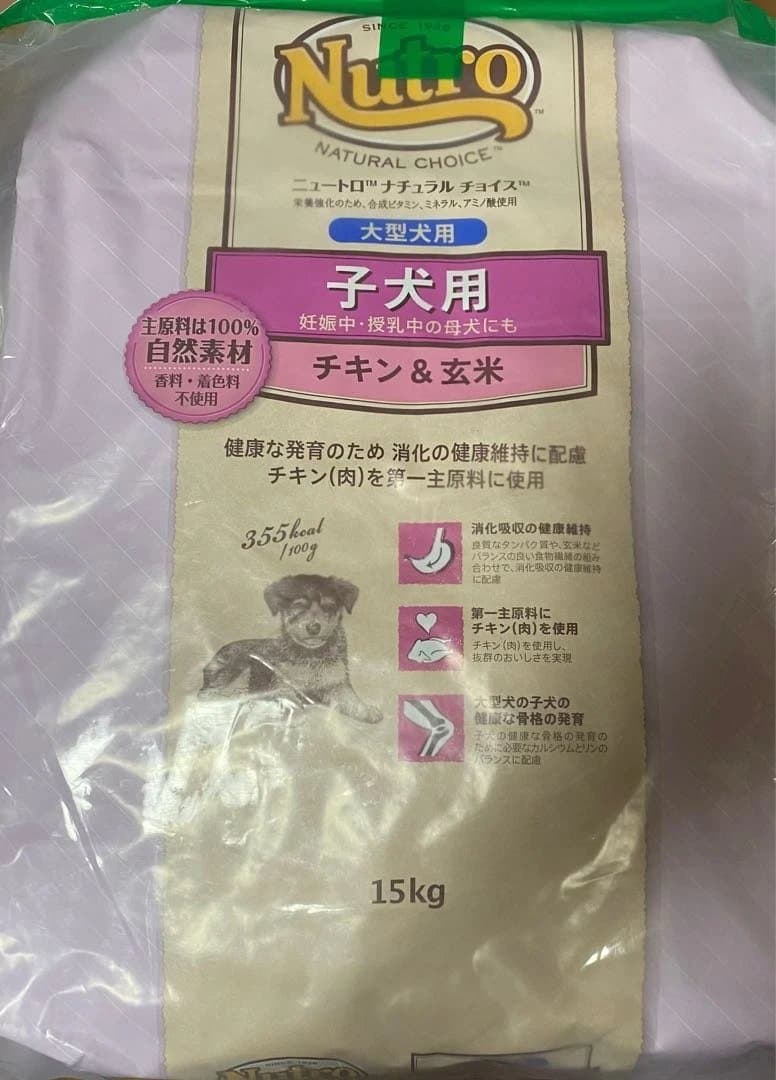 SINCE 1926
Nutro™
NATURAL CHOICE™
ニュートロ™ ナチュラル チョイス™
栄養強化のため、合成ビタミン、ミネラル、アミノ酸使用
大型犬用
子犬用
妊娠中・授乳中の母犬にも
チキン & 玄米
主原料は100%
自然素材
香料・着色料
不使用
健康な発育のため 消化の健康維持に配慮
チキン(肉)を第一主原料に使用
355kcal
/100g
消化吸収の健康維持
良質なタンパク質や、玄米など
バランスの良い食物繊維の組み
合わせで、消化吸収の健康維持
に配慮
第一主原料に
チキン(肉)を使用
チキン(肉)を使用し、
抜群のおいしさを実現
大型犬の子犬の
健康な骨格の発育
子犬の健康な骨格の発育の
ために必要なカルシウムとリンの
バランスに配慮
15kg
SINCE 1926
Nutro